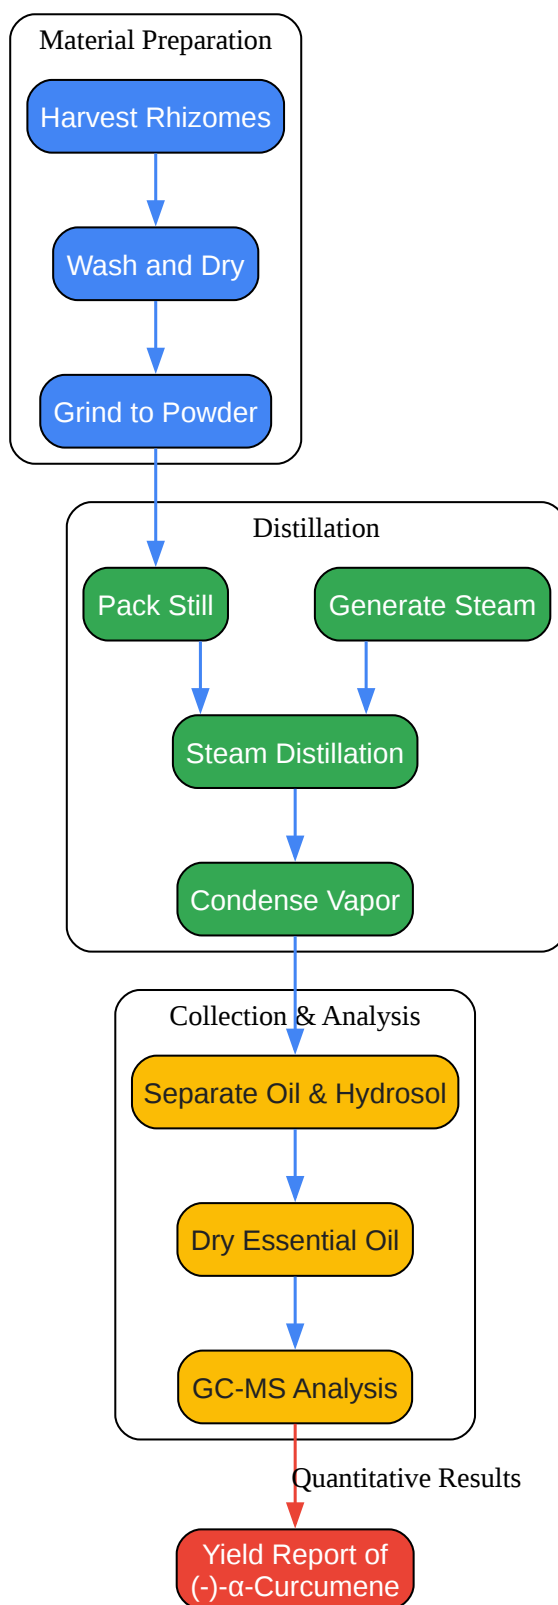 Material Preparation
Harvest Rhizomes
Wash and Dry
Grind to Powder
Distillation
Pack Still
Generate Steam
Steam Distillation
Condense Vapor
Collection & Analysis
Separate Oil & Hydrosol
Dry Essential Oil
GC-MS Analysis
Quantitative Results
Yield Report of
(-)-α-Curcumene